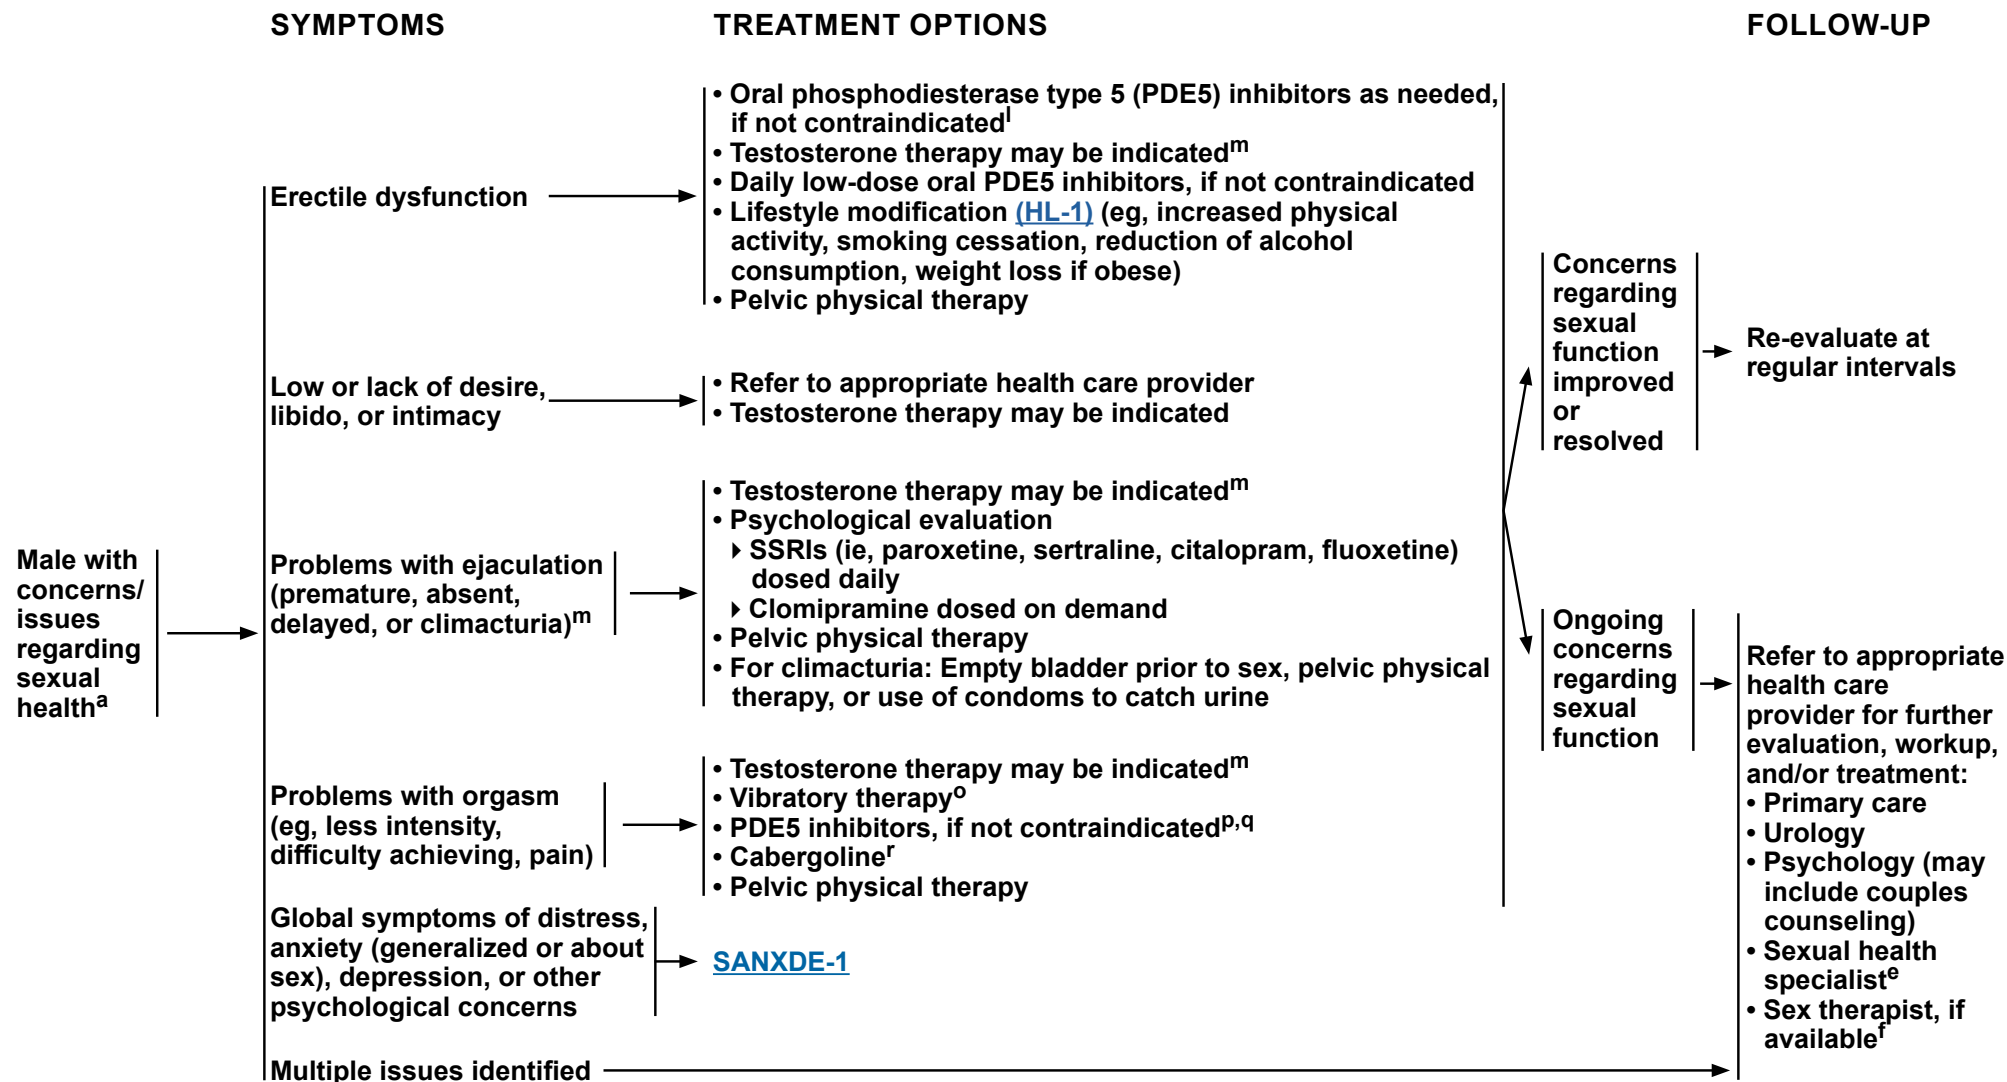 SYMPTOMS
TREATMENT OPTIONS
FOLLOW-UP
Male with
concerns/
issues
regarding
sexual
healthᵃ
Erectile dysfunction
• Oral phosphodiesterase type 5 (PDE5) inhibitors as needed,
if not contraindicatedˡ
• Testosterone therapy may be indicatedᵐ
• Daily low-dose oral PDE5 inhibitors, if not contraindicated
• Lifestyle modification (HL-1) (eg, increased physical
activity, smoking cessation, reduction of alcohol
consumption, weight loss if obese)
• Pelvic physical therapy
Low or lack of desire,
libido, or intimacy
• Refer to appropriate health care provider
• Testosterone therapy may be indicated
Problems with ejaculation
(premature, absent,
delayed, or climacturia)ᵐ
• Testosterone therapy may be indicatedᵐ
• Psychological evaluation
▸ SSRIs (ie, paroxetine, sertraline, citalopram, fluoxetine)
dosed daily
▸ Clomipramine dosed on demand
• Pelvic physical therapy
• For climacturia: Empty bladder prior to sex, pelvic physical
therapy, or use of condoms to catch urine
Problems with orgasm
(eg, less intensity,
difficulty achieving, pain)
• Testosterone therapy may be indicatedᵐ
• Vibratory therapyᵒ
• PDE5 inhibitors, if not contraindicatedᵖ,q
• Cabergolineʳ
• Pelvic physical therapy
Global symptoms of distress,
anxiety (generalized or about
sex), depression, or other
psychological concerns
SANXDE-1
Multiple issues identified
Concerns
regarding
sexual
function
improved
or
resolved
Re-evaluate at
regular intervals
Ongoing
concerns
regarding
sexual
function
Refer to appropriate
health care
provider for further
evaluation, workup,
and/or treatment:
• Primary care
• Urology
• Psychology (may
include couples
counseling)
• Sexual health
specialistᵉ
• Sex therapist, if
availableᶠ